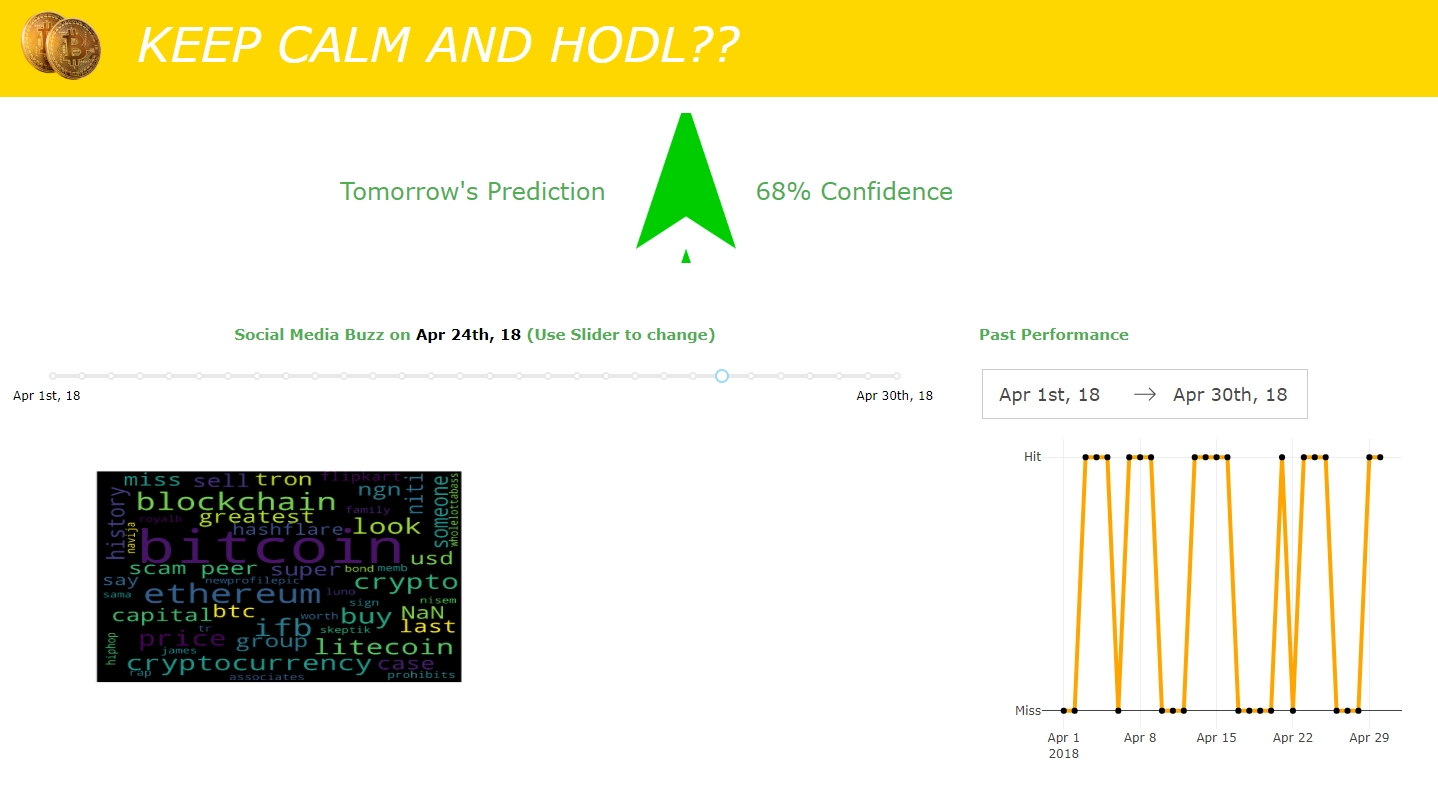 KEEP CALM AND HODL??
Tomorrow's Prediction
68% Confidence
Social Media Buzz on Apr 24th, 18 (Use Slider to change)
Apr 1st, 18
Apr 30th, 18
miss sell tron flipkart
blockchain ngn niti someone
history greatest family wholelottabass
royalb hashflare look
navija bitcoin usd
scam peer super bond memb
say newprofilepic crypto
sama ethereum luno sign nisem
capital btc worth buy NaN
tr ifb skeptik last
hiphop price group litecoin
james
cryptocurrency case
rap associates prohibits
Past Performance
Apr 1st, 18 → Apr 30th, 18
Hit
Miss
Apr 1 Apr 8 Apr 15 Apr 22 Apr 29
2018